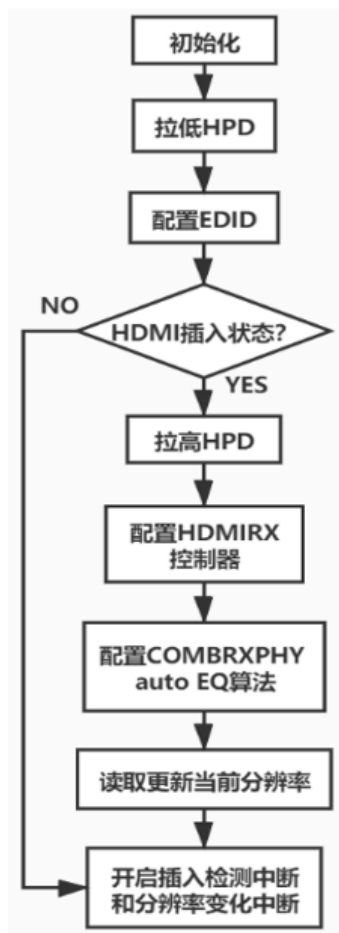 初始化
拉低HPD
配置EDID
NO
HDMI插入状态?
YES
拉高HPD
配置HDMIRX
控制器
配置COMBRXPHY
auto EQ算法
读取更新当前分辨率
开启插入检测中断
和分辨率变化中断